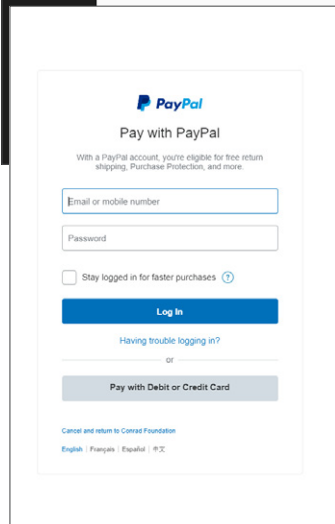 PayPal
Pay with PayPal
With a PayPal account, you're eligible for free return
shipping, Purchase Protection, and more.
Email or mobile number
Password
Stay logged in for faster purchases ?
Log In
Having trouble logging in?
or
Pay with Debit or Credit Card
Cancel and return to Conrad Foundation
English | Français | Español | 中文